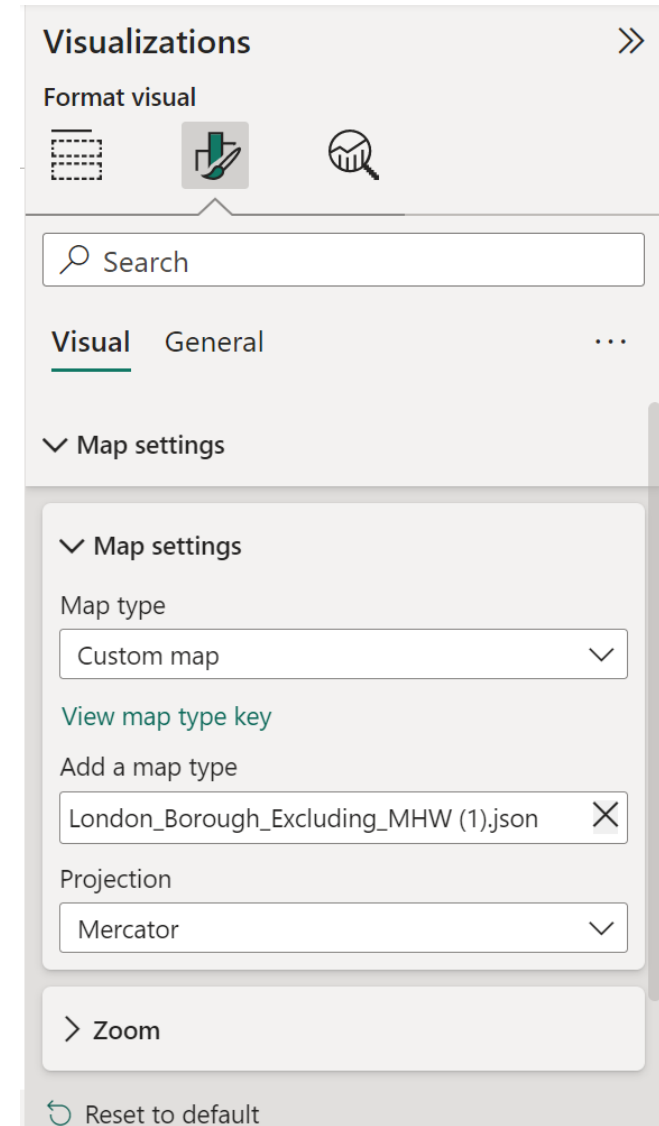 Visualizations
Format visual
Search
Visual General
Map settings
Map settings
Map type
Custom map
View map type key
Add a map type
London_Borough_Excluding_MHW (1).json
Projection
Mercator
Zoom
Reset to default